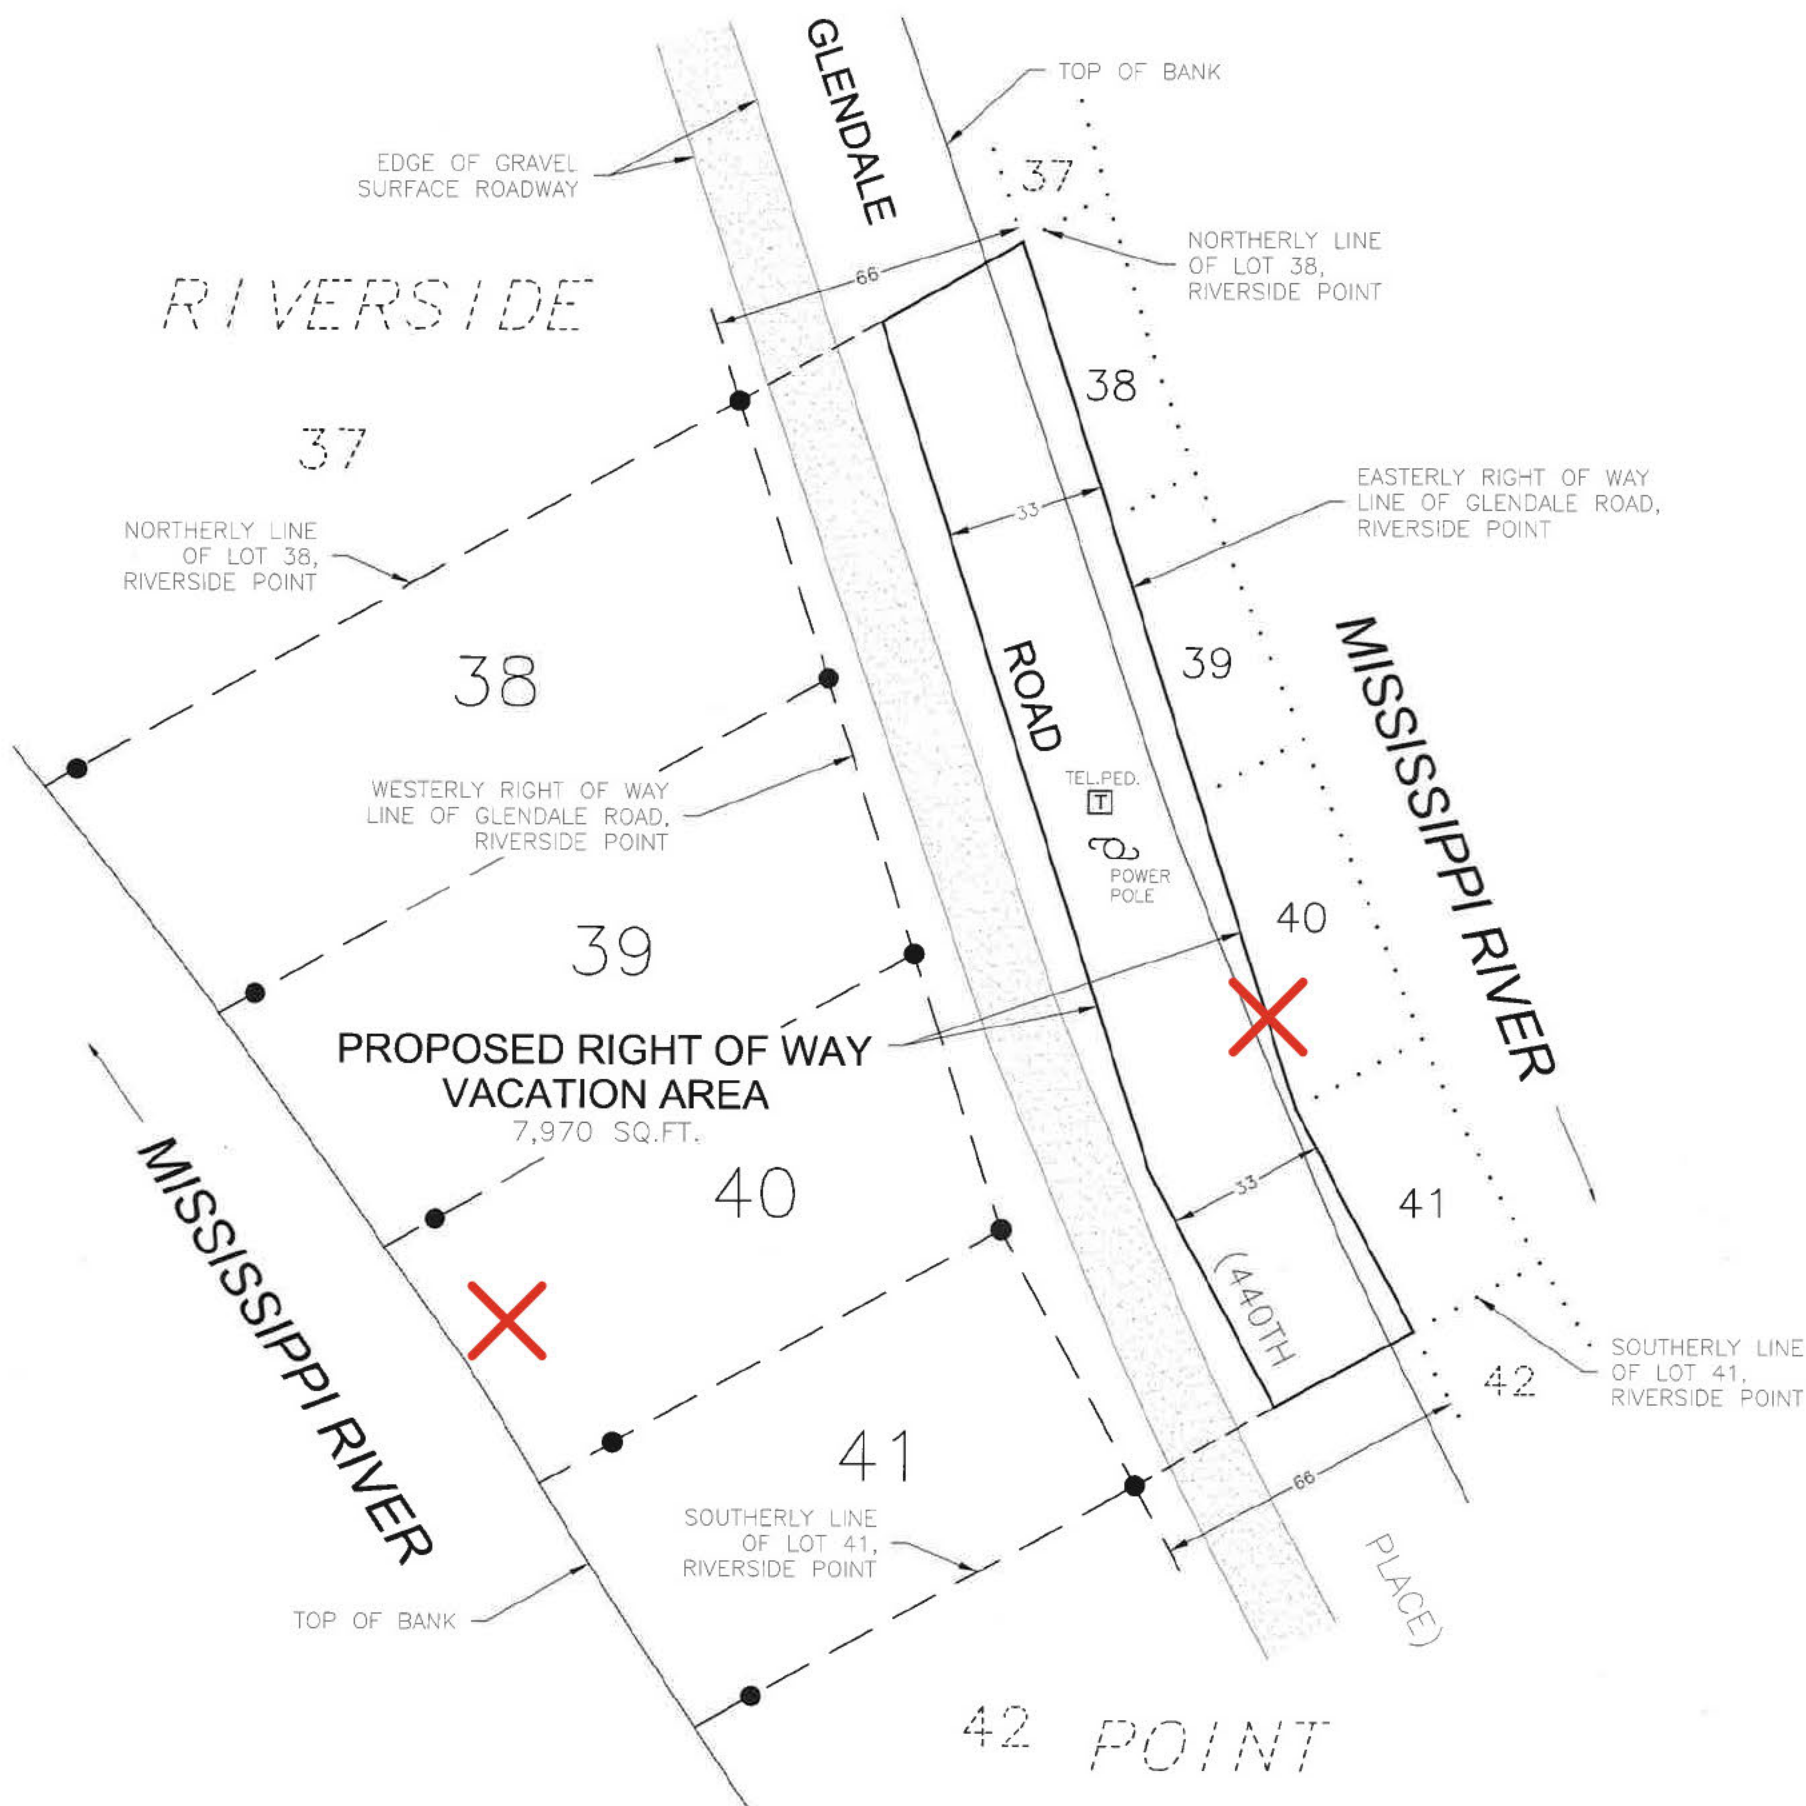 GLENDALE
TOP OF BANK
EDGE OF GRAVEL
SURFACE ROADWAY
37
NORTHERLY LINE
OF LOT 38,
RIVERSIDE POINT
66
RIVERSIDE
38
37
33
EASTERLY RIGHT OF WAY
LINE OF GLENDALE ROAD,
RIVERSIDE POINT
NORTHERLY LINE
OF LOT 38,
RIVERSIDE POINT
38
ROAD
39
MISSISSIPPI RIVER
TEL.PED.
T
WESTERLY RIGHT OF WAY
LINE OF GLENDALE ROAD,
RIVERSIDE POINT
POWER
POLE
40
39
PROPOSED RIGHT OF WAY
VACATION AREA
7,970 SQ.FT.
40
MISSISSIPPI RIVER
33
41
(440TH
SOUTHERLY LINE
OF LOT 41,
RIVERSIDE POINT
42
41
66
SOUTHERLY LINE
OF LOT 41,
RIVERSIDE POINT
PLACE)
TOP OF BANK
42
POINT